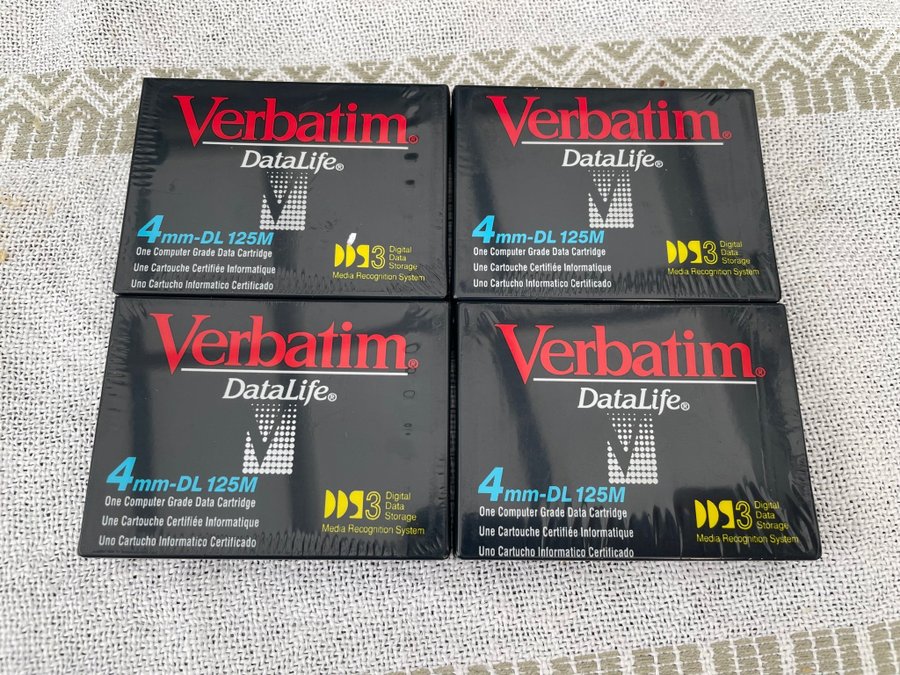 Verbatim®
DataLife®
4mm-DL 125M
One Computer Grade Data Cartridge
Une Cartouche Certifiée Informatique
Uno Cartucho Informatico Certificado
DDS3 Digital
Data
Storage
Media Recognition System
Verbatim®
DataLife®
4mm-DL 125M
One Computer Grade Data Cartridge
Une Cartouche Certifiée Informatique
Uno Cartucho Informatico Certificado
DDS3 Digital
Data
Storage
Media Recognition System
Verbatim®
DataLife®
4mm-DL 125M
One Computer Grade Data Cartridge
Une Cartouche Certifiée Informatique
Uno Cartucho Informatico Certificado
DDS3 Digital
Data
Storage
Media Recognition System
Verbatim®
DataLife®
4mm-DL 125M
One Computer Grade Data Cartridge
Une Cartouche Certifiée Informatique
Uno Cartucho Informatico Certificado
DDS3 Digital
Data
Storage
Media Recognition System